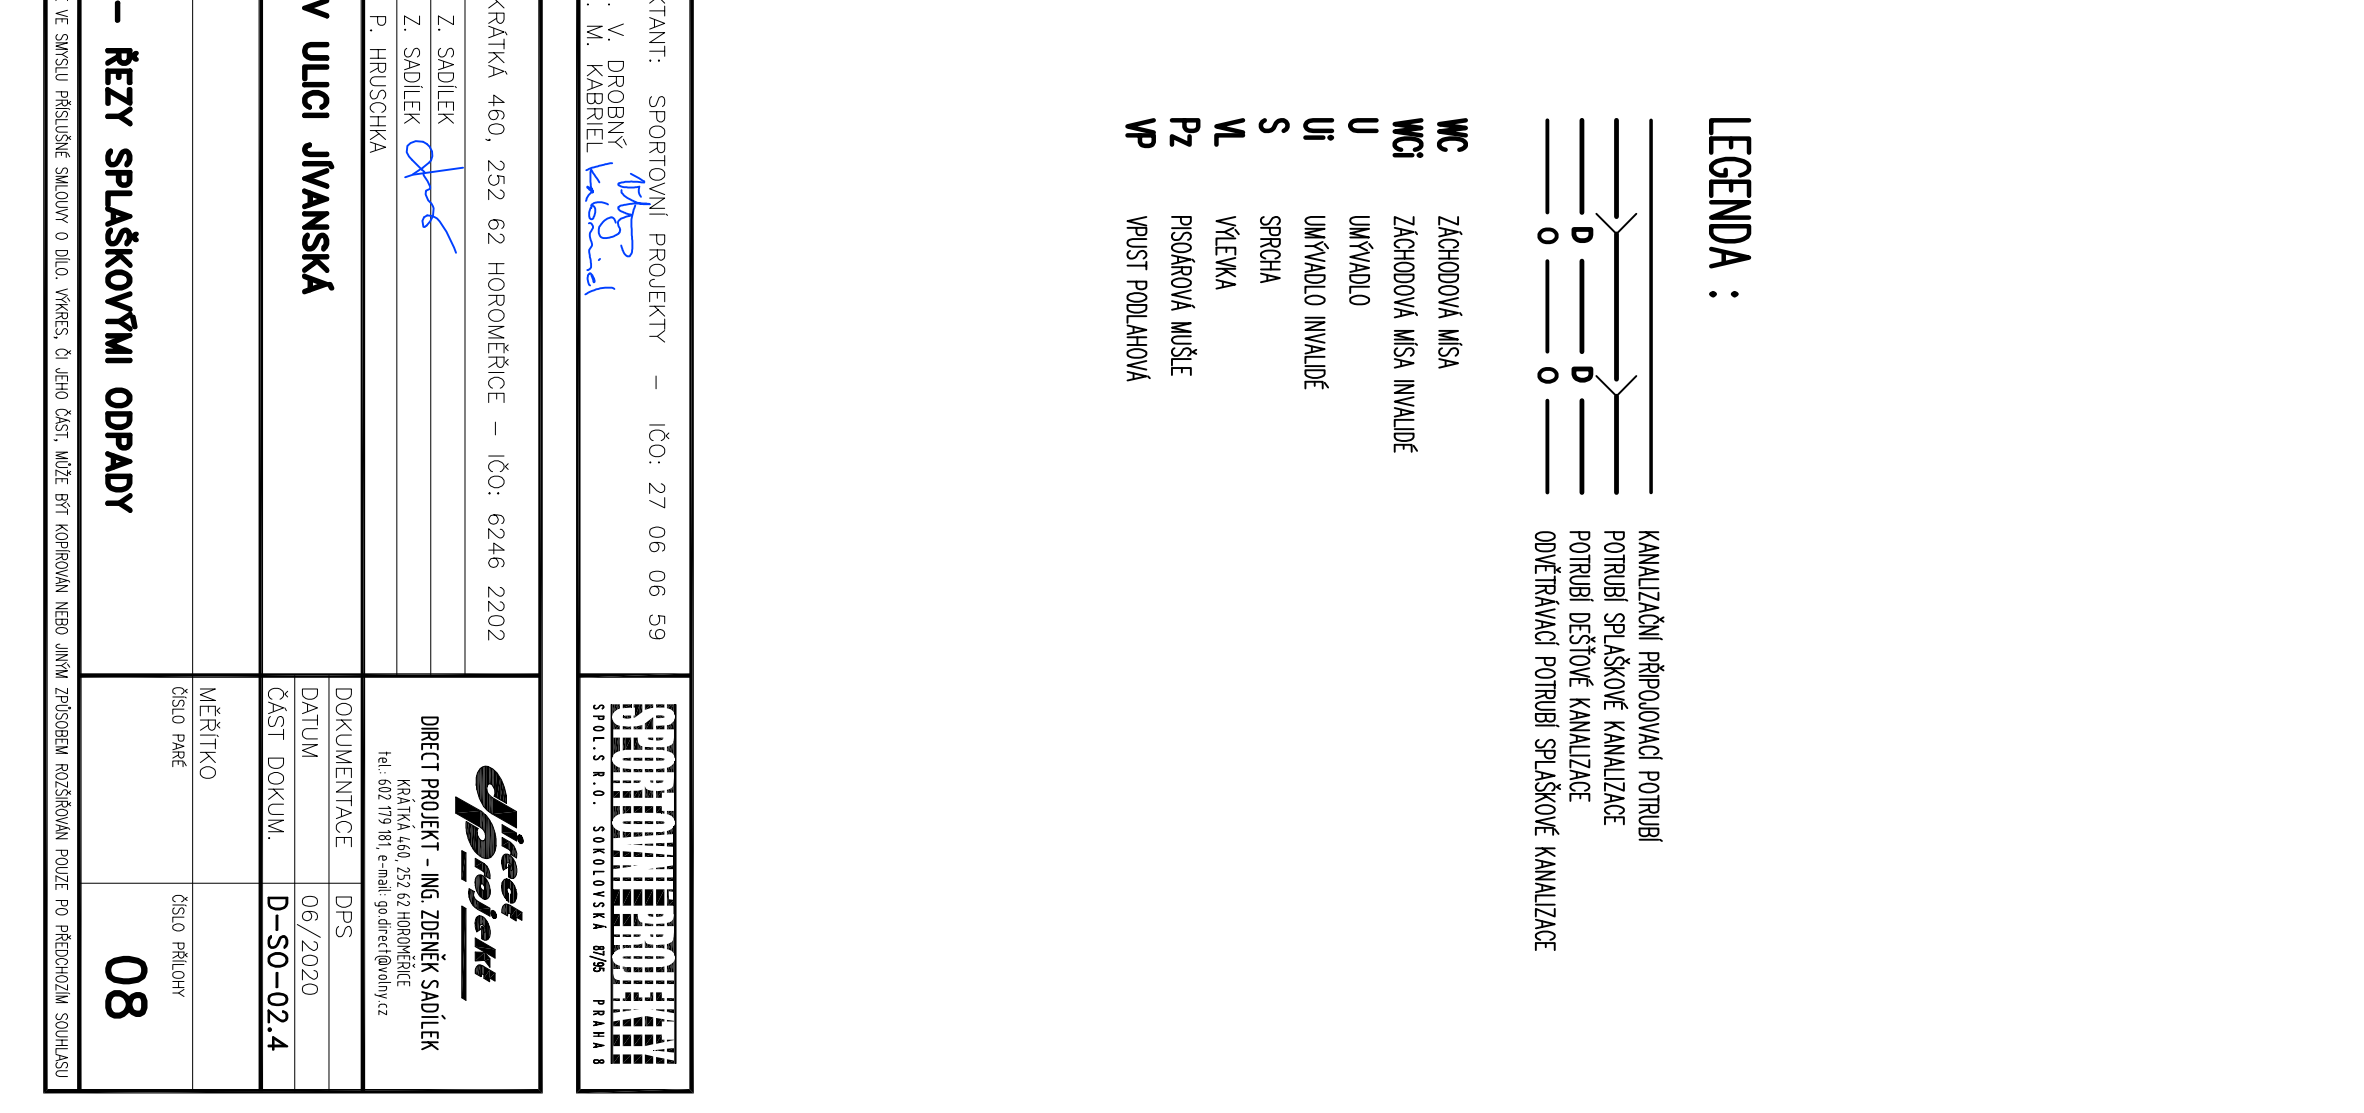 LEGENDA :
KANALIZAČNÍ PŘIPOJOVACÍ POTRUBÍ
POTRUBÍ SPLAŠKOVÉ KANALIZACE
D D POTRUBÍ DEŠŤOVÉ KANALIZACE
O O ODVĚTRÁVACÍ POTRUBÍ SPLAŠKOVÉ KANALIZACE
WC ZÁCHODOVÁ MÍSA
WCi ZÁCHODOVÁ MÍSA INVALIDÉ
U UMÝVADLO
Ui UMÝVADLO INVALIDÉ
S SPRCHA
VL VÝLEVKA
Pz PISOÁROVÁ MUŠLE
VP VPUST PODLAHOVÁ
KTANT: SPORTOVNÍ PROJEKTY – IČO: 27 06 06 59
: V. DROBNÝ
. M. KABRIEL
SPORTOVNÍ PROJEKTY
SPOL.S R.O. SOKOLOVSKÁ 87/95 PRAHA 8
KRÁTKÁ 460, 252 62 HOROMĚŘICE – IČO: 6246 2202
Z. SADÍLEK
Z. SADÍLEK
P. HRUSCHKA
direct projekt
DIRECT PROJEKT - ING. ZDENĚK SADÍLEK
KRÁTKÁ 460, 252 62 HOROMĚŘICE
tel.: 602 179 181, e-mail: go.direct@volny.cz
V ULICI JÍVANSKÁ
DOKUMENTACE DPS
DATUM 06/2020
ČÁST DOKUM. D–SO–02.4
MĚŘÍTKO
– ŘEZY SPLAŠKOVÝMI ODPADY
ČÍSLO PARÉ
ČÍSLO PŘÍLOHY
08
VE SMYSLU PŘÍSLUŠNÉ SMLOUVY O DÍLO. VÝKRES, ČI JEHO ČÁST, MŮŽE BÝT KOPÍROVÁN NEBO JINÝM ZPŮSOBEM ROZŠIŘOVÁN POUZE PO PŘEDCHOZÍM SOUHLASU